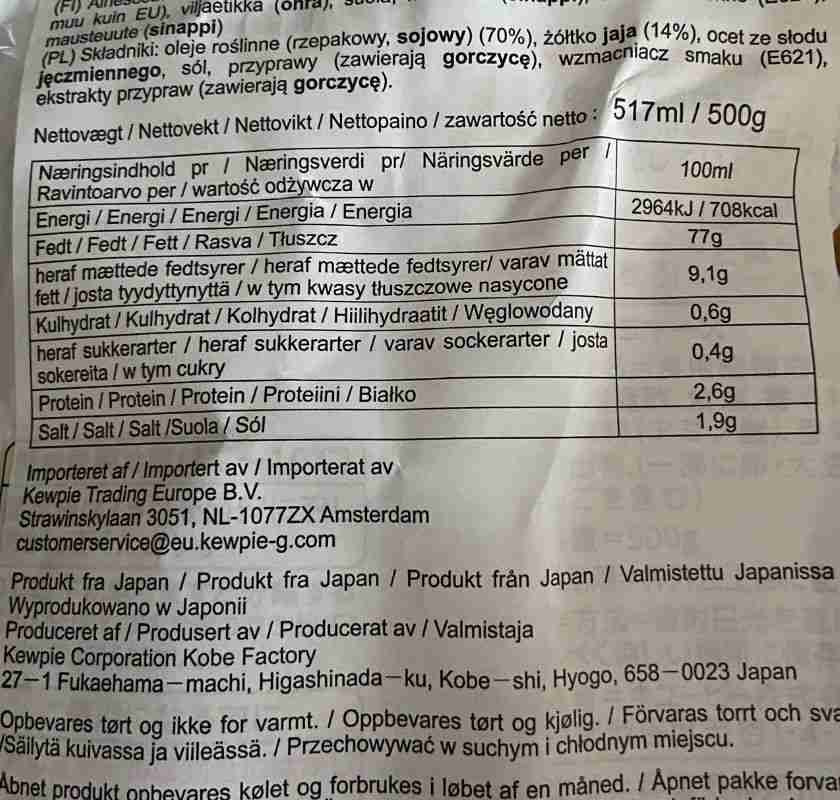 muu kuin EU), viljaetikka (ohra),
mausteuute (sinappi)
(PL) Składniki: oleje roślinne (rzepakowy, sojowy) (70%), żółtko jaja (14%), ocet ze słodu
jęczmiennego, sól, przyprawy (zawierają gorczycę), wzmacniacz smaku (E621),
ekstrakty przypraw (zawierają gorczycę).
Nettovægt / Nettovekt / Nettovikt / Nettopaino / zawartość netto : 517ml / 500g
Næringsindhold pr / Næringsverdi pr/ Näringsvärde per /
Ravintoarvo per / wartość odżywcza w 100ml
Energi / Energi / Energi / Energia / Energia 2964kJ / 708kcal
Fedt / Fedt / Fett / Rasva / Tłuszcz 77g
heraf mættede fedtsyrer / heraf mættede fedtsyrer/ varav mättat
fett / josta tyydyttynyttä / w tym kwasy tłuszczowe nasycone 9,1g
Kulhydrat / Kulhydrat / Kolhydrat / Hiilihydraatit / Węglowodany 0,6g
heraf sukkerarter / heraf sukkerarter / varav sockerarter / josta
sokereita / w tym cukry 0,4g
Protein / Protein / Protein / Proteiini / Białko 2,6g
Salt / Salt / Salt /Suola / Sól 1,9g
Importeret af / Importert av / Importerat av
Kewpie Trading Europe B.V.
Strawinskylaan 3051, NL-1077ZX Amsterdam
customerservice@eu.kewpie-g.com
Produkt fra Japan / Produkt fra Japan / Produkt från Japan / Valmistettu Japanissa
Wyprodukowano w Japonii
Produceret af / Produsert av / Producerat av / Valmistaja
Kewpie Corporation Kobe Factory
27－1 Fukaehama－machi, Higashinada－ku, Kobe－shi, Hyogo, 658－0023 Japan
Opbevares tørt og ikke for varmt. / Oppbevares tørt og kjølig. / Förvaras torrt och sva
/Säilytä kuivassa ja viileässä. / Przechowywać w suchym i chłodnym miejscu.
Åbnet produkt opbevares kølet og forbrukes i løbet af en måned. / Åpnet pakke forva